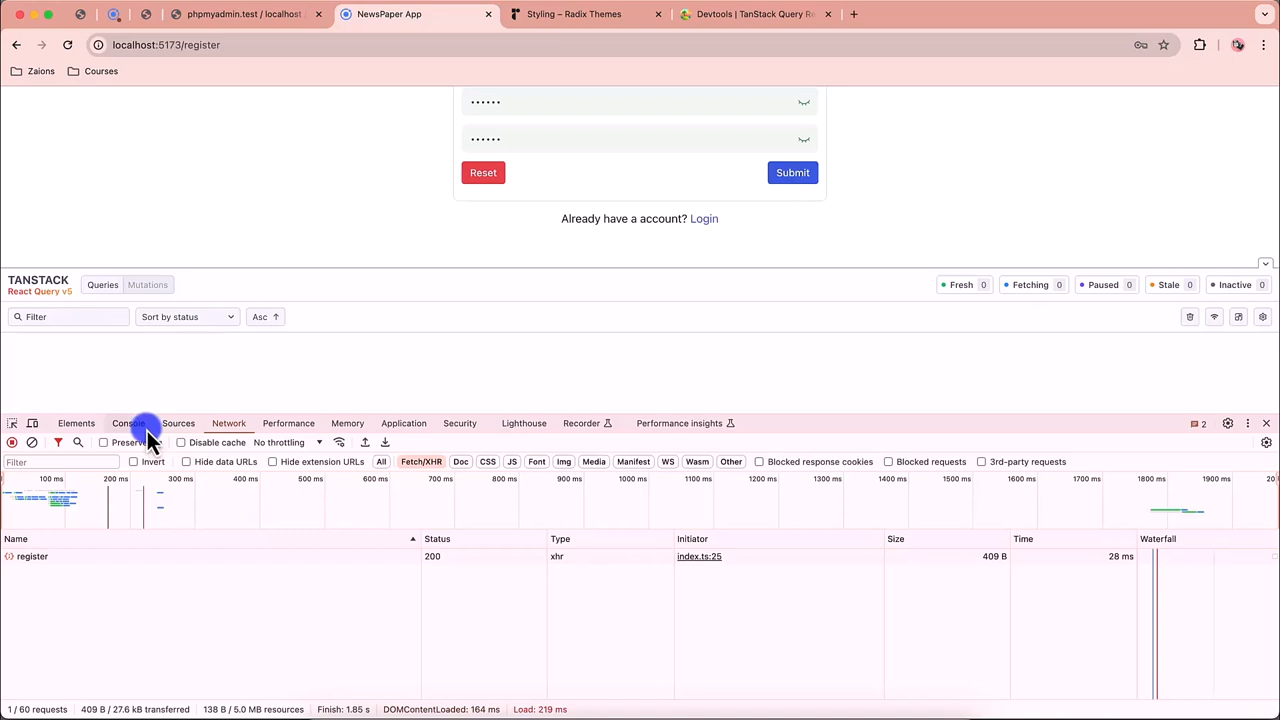 phpmyadmin.test / localhost
NewsPaper App
Styling – Radix Themes
Devtools | TanStack Query Re
localhost:5173/register
Zaions
Courses
••••••
••••••
Reset
Submit
Already have a account? Login
TANSTACK
React Query v5
Queries
Mutations
Fresh 0
Fetching 0
Paused 0
Stale 0
Inactive 0
Filter
Sort by status
Asc ↑
Elements
Console
Sources
Network
Performance
Memory
Application
Security
Lighthouse
Recorder
Performance insights
2
Preserve
Disable cache
No throttling
Filter
Invert
Hide data URLs
Hide extension URLs
All
Fetch/XHR
Doc
CSS
JS
Font
Img
Media
Manifest
WS
Wasm
Other
Blocked response cookies
Blocked requests
3rd-party requests
100 ms
200 ms
300 ms
400 ms
500 ms
600 ms
700 ms
800 ms
900 ms
1000 ms
1100 ms
1200 ms
1300 ms
1400 ms
1500 ms
1600 ms
1700 ms
1800 ms
1900 ms
20
Name
Status
Type
Initiator
Size
Time
Waterfall
register
200
xhr
index.ts:25
409 B
28 ms
1 / 60 requests
409 B / 27.6 kB transferred
138 B / 5.0 MB resources
Finish: 1.85 s
DOMContentLoaded: 164 ms
Load: 219 ms